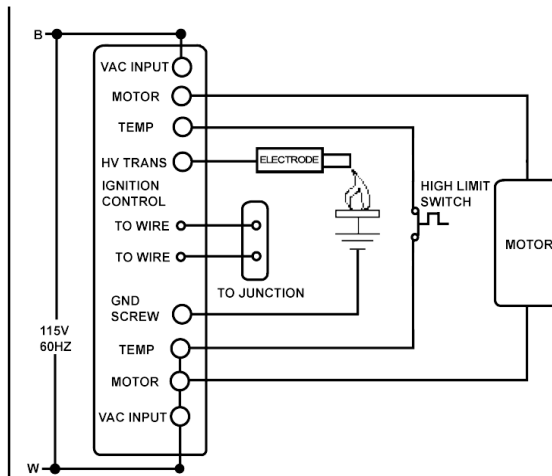 B
VAC INPUT
MOTOR
TEMP
HV TRANS
ELECTRODE
IGNITION
CONTROL
HIGH LIMIT
SWITCH
TO WIRE
TO WIRE
MOTOR
TO JUNCTION
GND
SCREW
115V
60HZ
TEMP
MOTOR
VAC INPUT
W